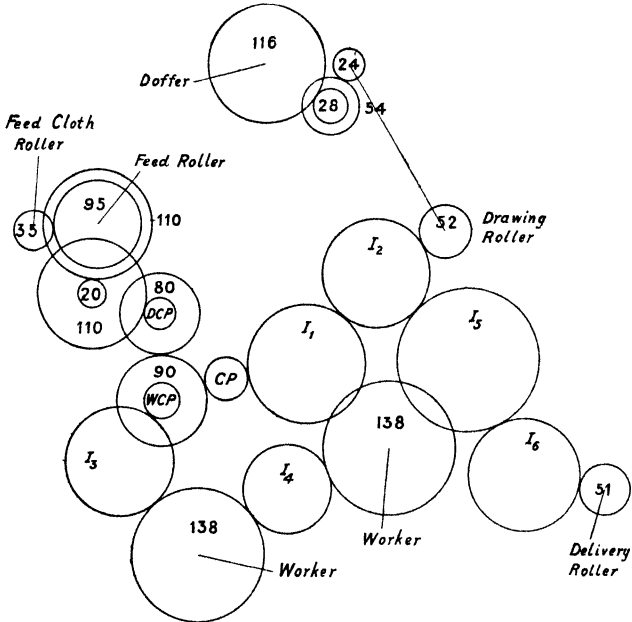 116
24
Doffer
28
54
Feed Cloth
Roller
Feed Roller
95
110
35
52
Drawing
Roller
I2
20
80
110
DCP
I1
I5
90
CP
WCP
138
I3
I4
I6
51
138
Worker
Delivery
Roller
Worker